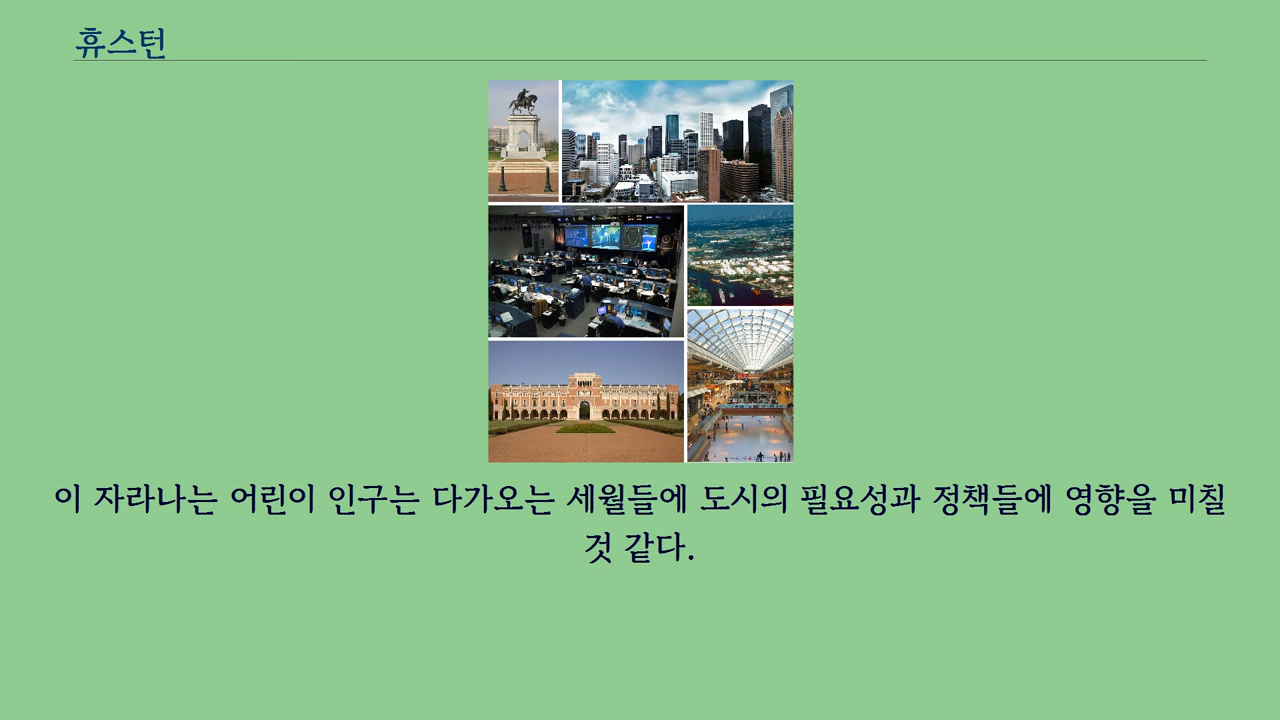 휴스턴
이 자라나는 어린이 인구는 다가오는 세월들에 도시의 필요성과 정책들에 영향을 미칠
것 같다.